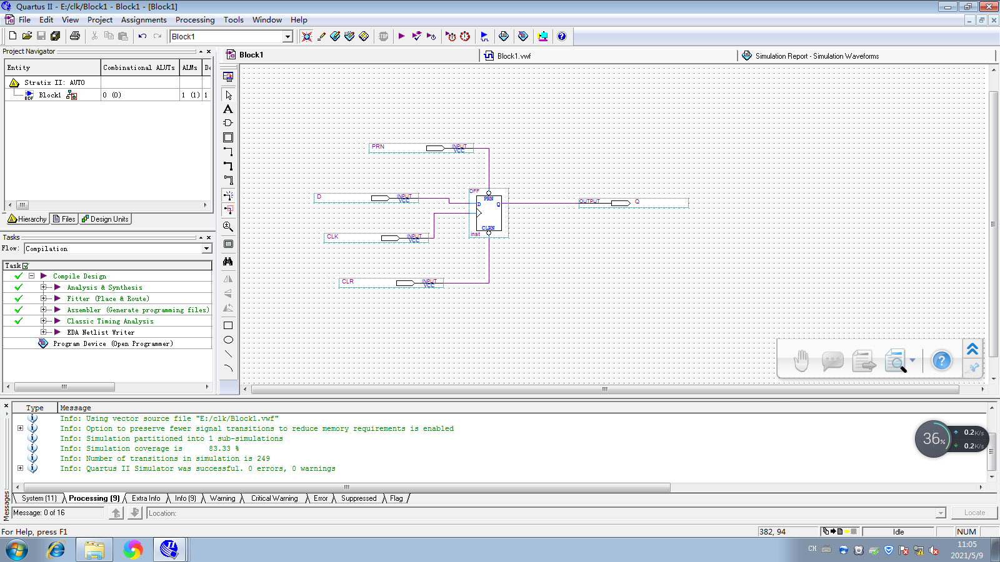 Quartus II - E:/clk/Block1 - Block1 - [Block1]
File Edit View Project Assignments Processing Tools Window Help
Block1
Project Navigator
Entity Combinational ALUTs ALMs De
Stratix II: AUTO
BDF Block1 0 (0) 1 (1) 1
Hierarchy Files Design Units
Tasks
Flow: Compilation
Task
Compile Design
Analysis & Synthesis
Fitter (Place & Route)
Assembler (Generate programming files)
Classic Timing Analysis
EDA Netlist Writer
Program Device (Open Programmer)
Block1 Block1.vwf Simulation Report - Simulation Waveforms
PRN INPUT VCC
DFF
D INPUT VCC
PRN
D Q
OUTPUT Q
CLRN
inst
CLK INPUT VCC
CLR INPUT VCC
Type Message
Info: Using vector source file "E:/clk/Block1.vwf"
Info: Option to preserve fewer signal transitions to reduce memory requirements is enabled
Info: Simulation partitioned into 1 sub-simulations
Info: Simulation coverage is 83.33 %
Info: Number of transitions in simulation is 249
Info: Quartus II Simulator was successful. 0 errors, 0 warnings
36% 0.2K/s
0.2K/s
System (11) Processing (9) Extra Info Info (9) Warning Critical Warning Error Suppressed Flag
Messages
Message: 0 of 16 Location: Locate
For Help, press F1 382, 94 Idle NUM
CH 11:05
2021/5/9